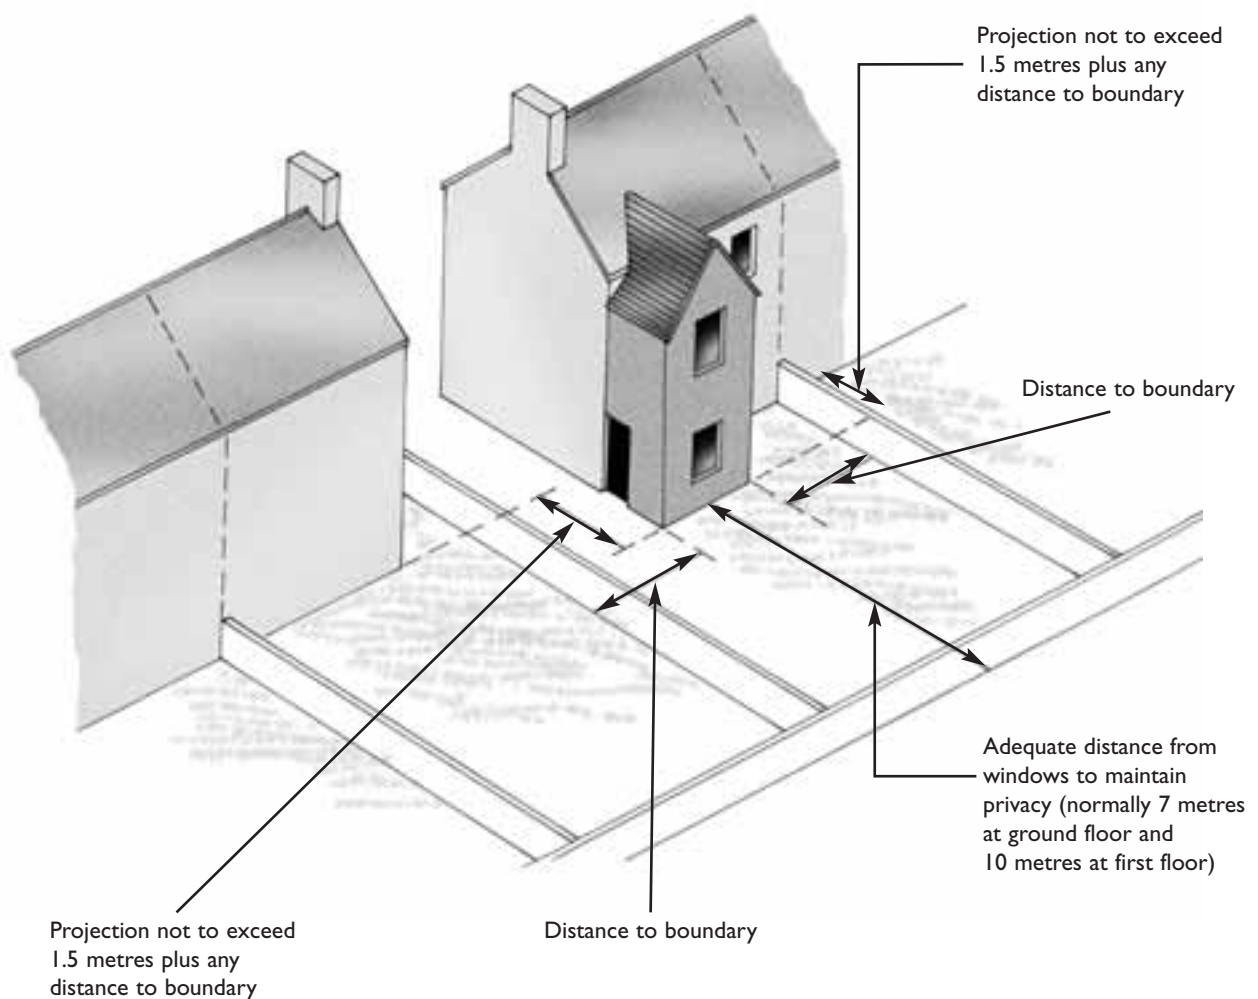 Projection not to exceed
1.5 metres plus any
distance to boundary
Distance to boundary
Adequate distance from
windows to maintain
privacy (normally 7 metres
at ground floor and
10 metres at first floor)
Projection not to exceed
1.5 metres plus any
distance to boundary
Distance to boundary